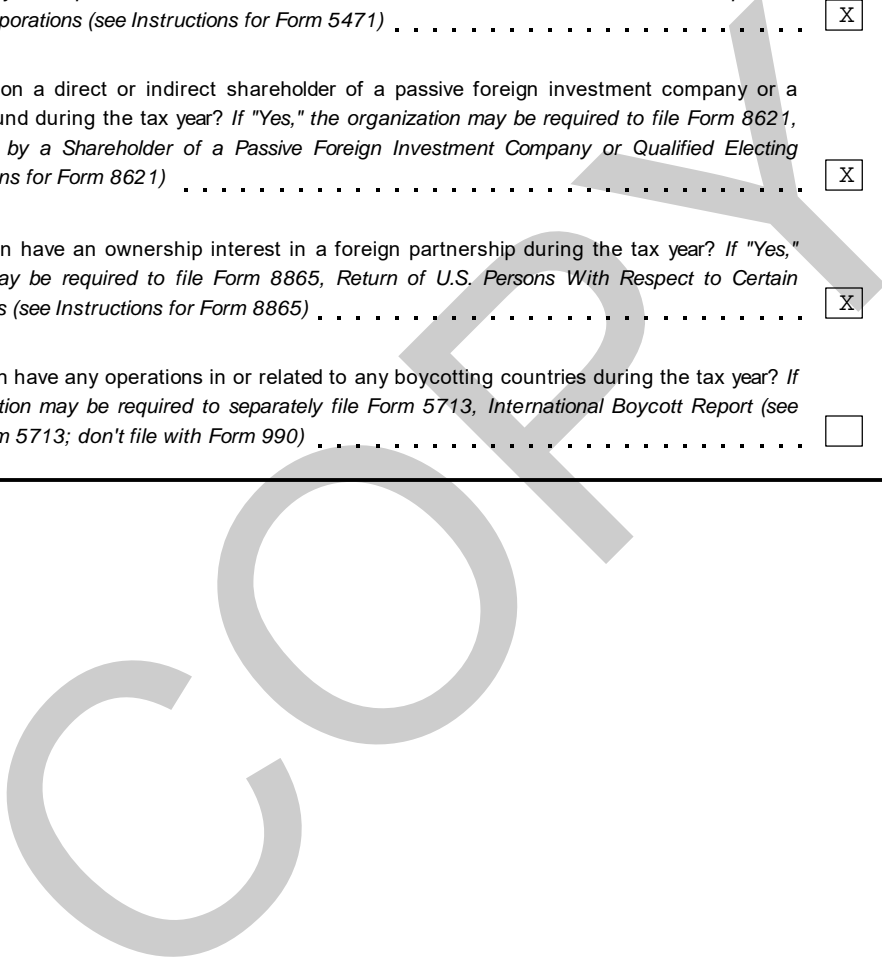 porations (see Instructions for Form 5471) . . . . . . . . . . . . . . . . . . . . . . X
on a direct or indirect shareholder of a passive foreign investment company or a
und during the tax year? If "Yes," the organization may be required to file Form 8621,
by a Shareholder of a Passive Foreign Investment Company or Qualified Electing
ns for Form 8621) . . . . . . . . . . . . . . . . . . . . . . . . . . . . . . . . . X
n have an ownership interest in a foreign partnership during the tax year? If "Yes,"
ay be required to file Form 8865, Return of U.S. Persons With Respect to Certain
s (see Instructions for Form 8865) . . . . . . . . . . . . . . . . . . . . . . . . . . X
n have any operations in or related to any boycotting countries during the tax year? If
tion may be required to separately file Form 5713, International Boycott Report (see
m 5713; don't file with Form 990) . . . . . . . . . . . . . . . . . . . . . . . . . .
COPY